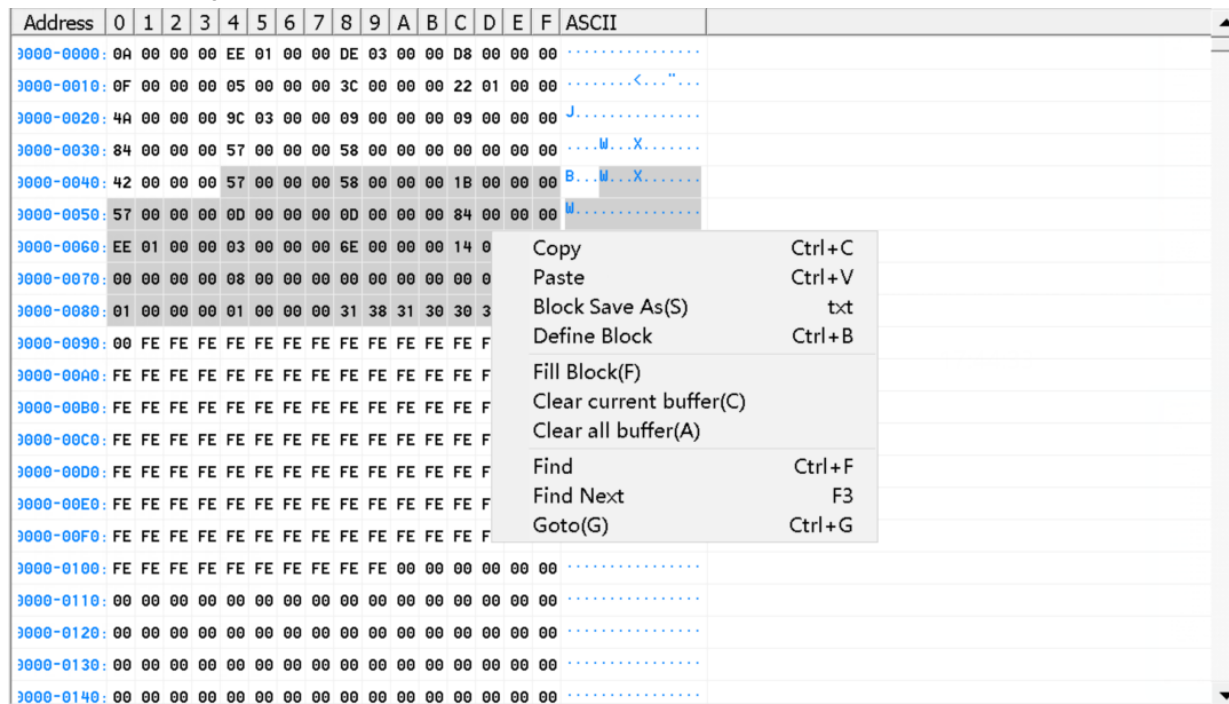 Address 0 1 2 3 4 5 6 7 8 9 A B C D E F ASCII
0000-0000: 0A 00 00 00 EE 01 00 00 DE 03 00 00 D8 00 00 00 ................
0000-0010: 0F 00 00 00 05 00 00 00 3C 00 00 00 22 01 00 00 ........<..."...
0000-0020: 4A 00 00 00 9C 03 00 00 09 00 00 00 09 00 00 00 J...............
0000-0030: 84 00 00 00 57 00 00 00 58 00 00 00 00 00 00 00 ....W...X.......
0000-0040: 42 00 00 00 57 00 00 00 58 00 00 00 1B 00 00 00 B...W...X.......
0000-0050: 57 00 00 00 0D 00 00 00 0D 00 00 00 84 00 00 00 W...............
0000-0060: EE 01 00 00 03 00 00 00 6E 00 00 00 14
0000-0070: 00 00 00 00 08 00 00 00 00 00 00 00 00
0000-0080: 01 00 00 00 01 00 00 00 31 38 31 30 30
0000-0090: 00 FE FE FE FE FE FE FE FE FE FE FE FE
0000-00A0: FE FE FE FE FE FE FE FE FE FE FE FE FE
0000-00B0: FE FE FE FE FE FE FE FE FE FE FE FE FE
0000-00C0: FE FE FE FE FE FE FE FE FE FE FE FE FE
0000-00D0: FE FE FE FE FE FE FE FE FE FE FE FE FE
0000-00E0: FE FE FE FE FE FE FE FE FE FE FE FE FE
0000-00F0: FE FE FE FE FE FE FE FE FE FE FE FE FE
0000-0100: FE FE FE FE FE FE FE FE FE FE 00 00 00 00 00 00 ................
0000-0110: 00 00 00 00 00 00 00 00 00 00 00 00 00 00 00 00 ................
0000-0120: 00 00 00 00 00 00 00 00 00 00 00 00 00 00 00 00 ................
0000-0130: 00 00 00 00 00 00 00 00 00 00 00 00 00 00 00 00 ................
0000-0140: 00 00 00 00 00 00 00 00 00 00 00 00 00 00 00 00 ................
Copy Ctrl+C
Paste Ctrl+V
Block Save As(S) txt
Define Block Ctrl+B
Fill Block(F)
Clear current buffer(C)
Clear all buffer(A)
Find Ctrl+F
Find Next F3
Goto(G) Ctrl+G